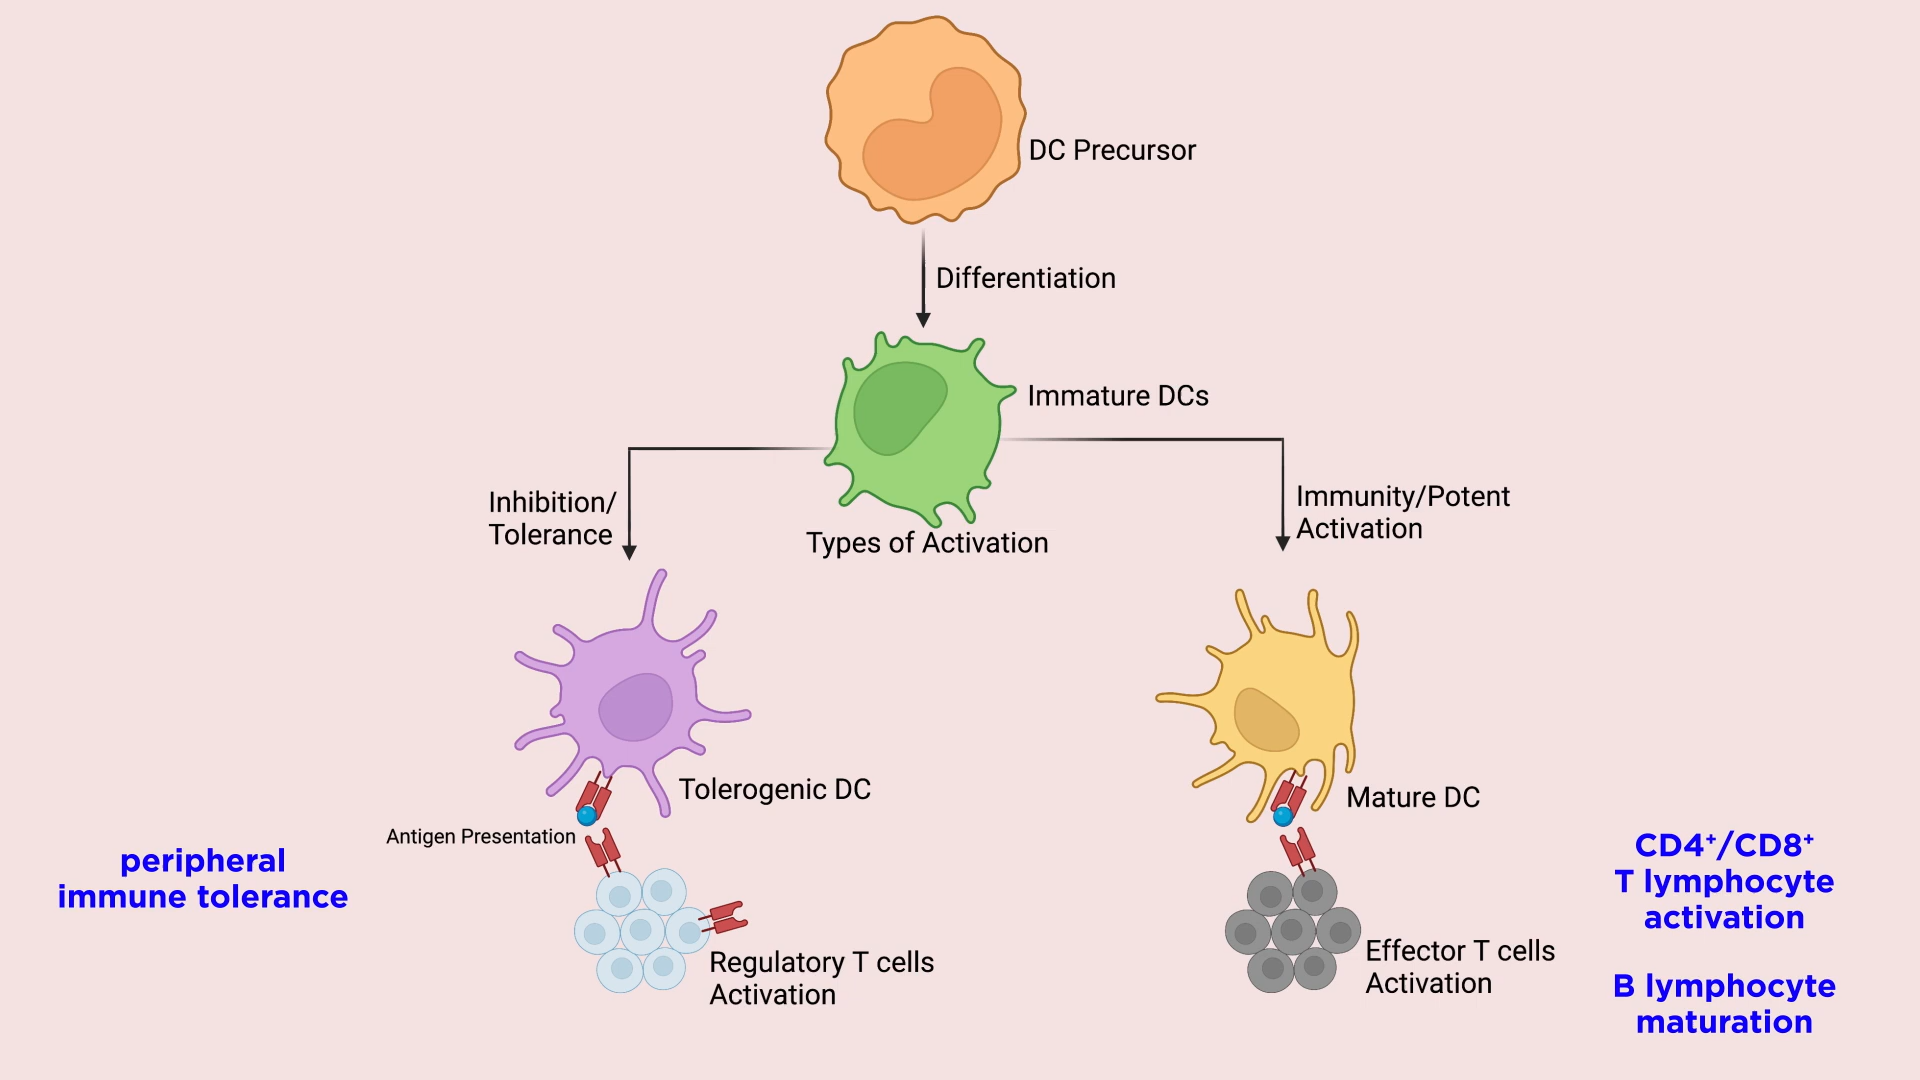 DC Precursor
Differentiation
Immature DCs
Inhibition/
Tolerance
Types of Activation
Immunity/Potent
Activation
Tolerogenic DC
Antigen Presentation
Regulatory T cells
Activation
peripheral
immune tolerance
Mature DC
Effector T cells
Activation
CD4⁺/CD8⁺
T lymphocyte
activation
B lymphocyte
maturation